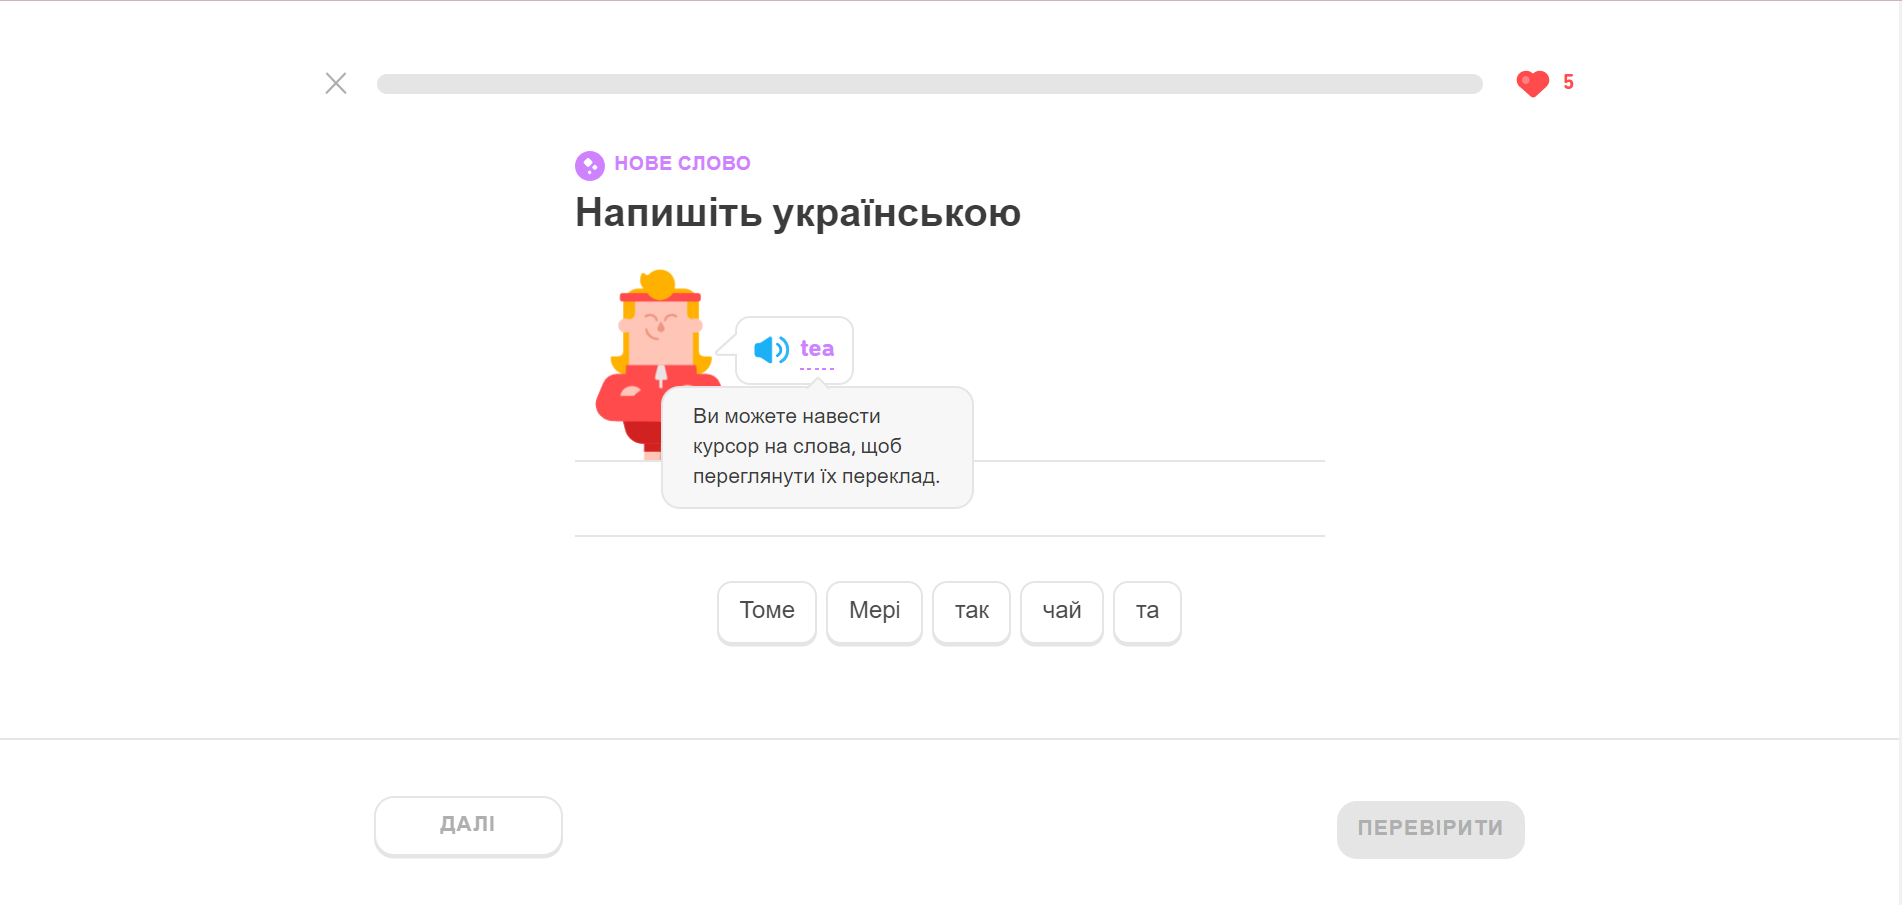 5
НОВЕ СЛОВО
Напишіть українською
tea
Ви можете навести
курсор на слова, щоб
переглянути їх переклад.
Томе Мері так чай та
ДАЛІ ПЕРЕВІРИТИ